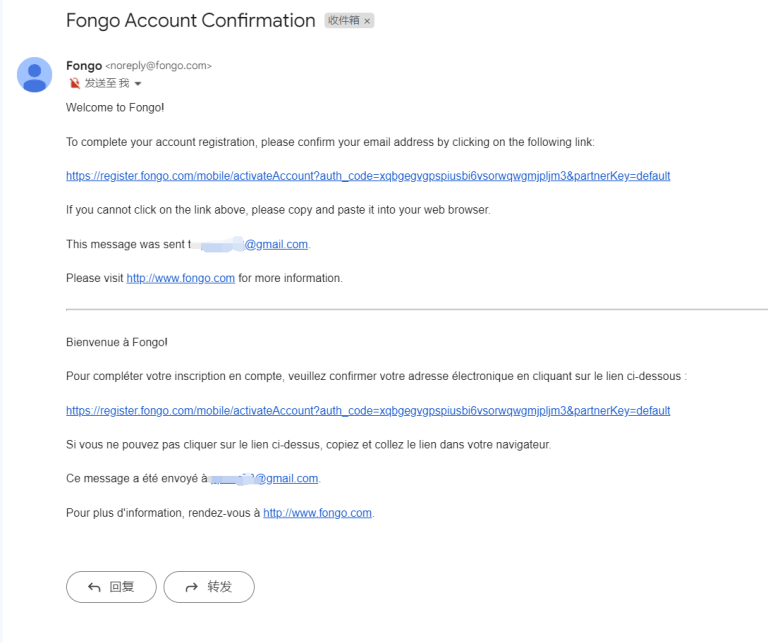 Fongo Account Confirmation 收件箱 ×
Fongo <noreply@fongo.com>
发送至 我
Welcome to Fongo!
To complete your account registration, please confirm your email address by clicking on the following link:
https://register.fongo.com/mobile/activateAccount?auth_code=xqbgegvgpspiusbi6vsorwqwgmjpljm3&partnerKey=default
If you cannot click on the link above, please copy and paste it into your web browser.
This message was sent @gmail.com.
Please visit http://www.fongo.com for more information.
Bienvenue à Fongo!
Pour compléter votre inscription en compte, veuillez confirmer votre adresse électronique en cliquant sur le lien ci-dessous :
https://register.fongo.com/mobile/activateAccount?auth_code=xqbgegvgpspiusbi6vsorwqwgmjpljm3&partnerKey=default
Si vous ne pouvez pas cliquer sur le lien ci-dessus, copiez et collez le lien dans votre navigateur.
Ce message a été envoyé à @gmail.com.
Pour plus d'information, rendez-vous à http://www.fongo.com.
回复 转发